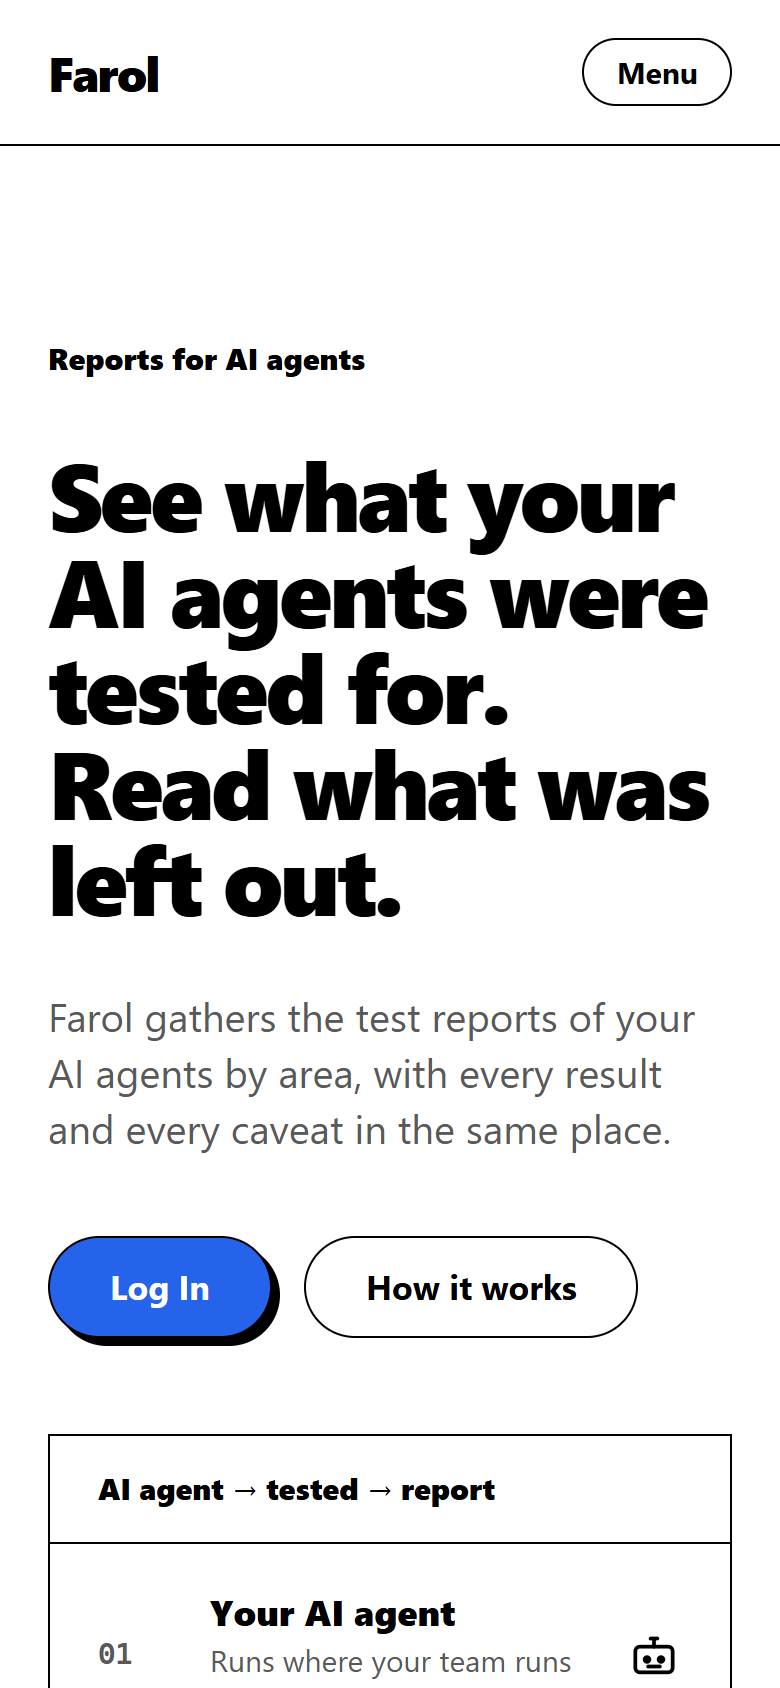 Farol
Menu
Reports for AI agents
See what your
AI agents were
tested for.
Read what was
left out.
Farol gathers the test reports of your
AI agents by area, with every result
and every caveat in the same place.
Log In
How it works
AI agent → tested → report
Your AI agent
01
Runs where your team runs